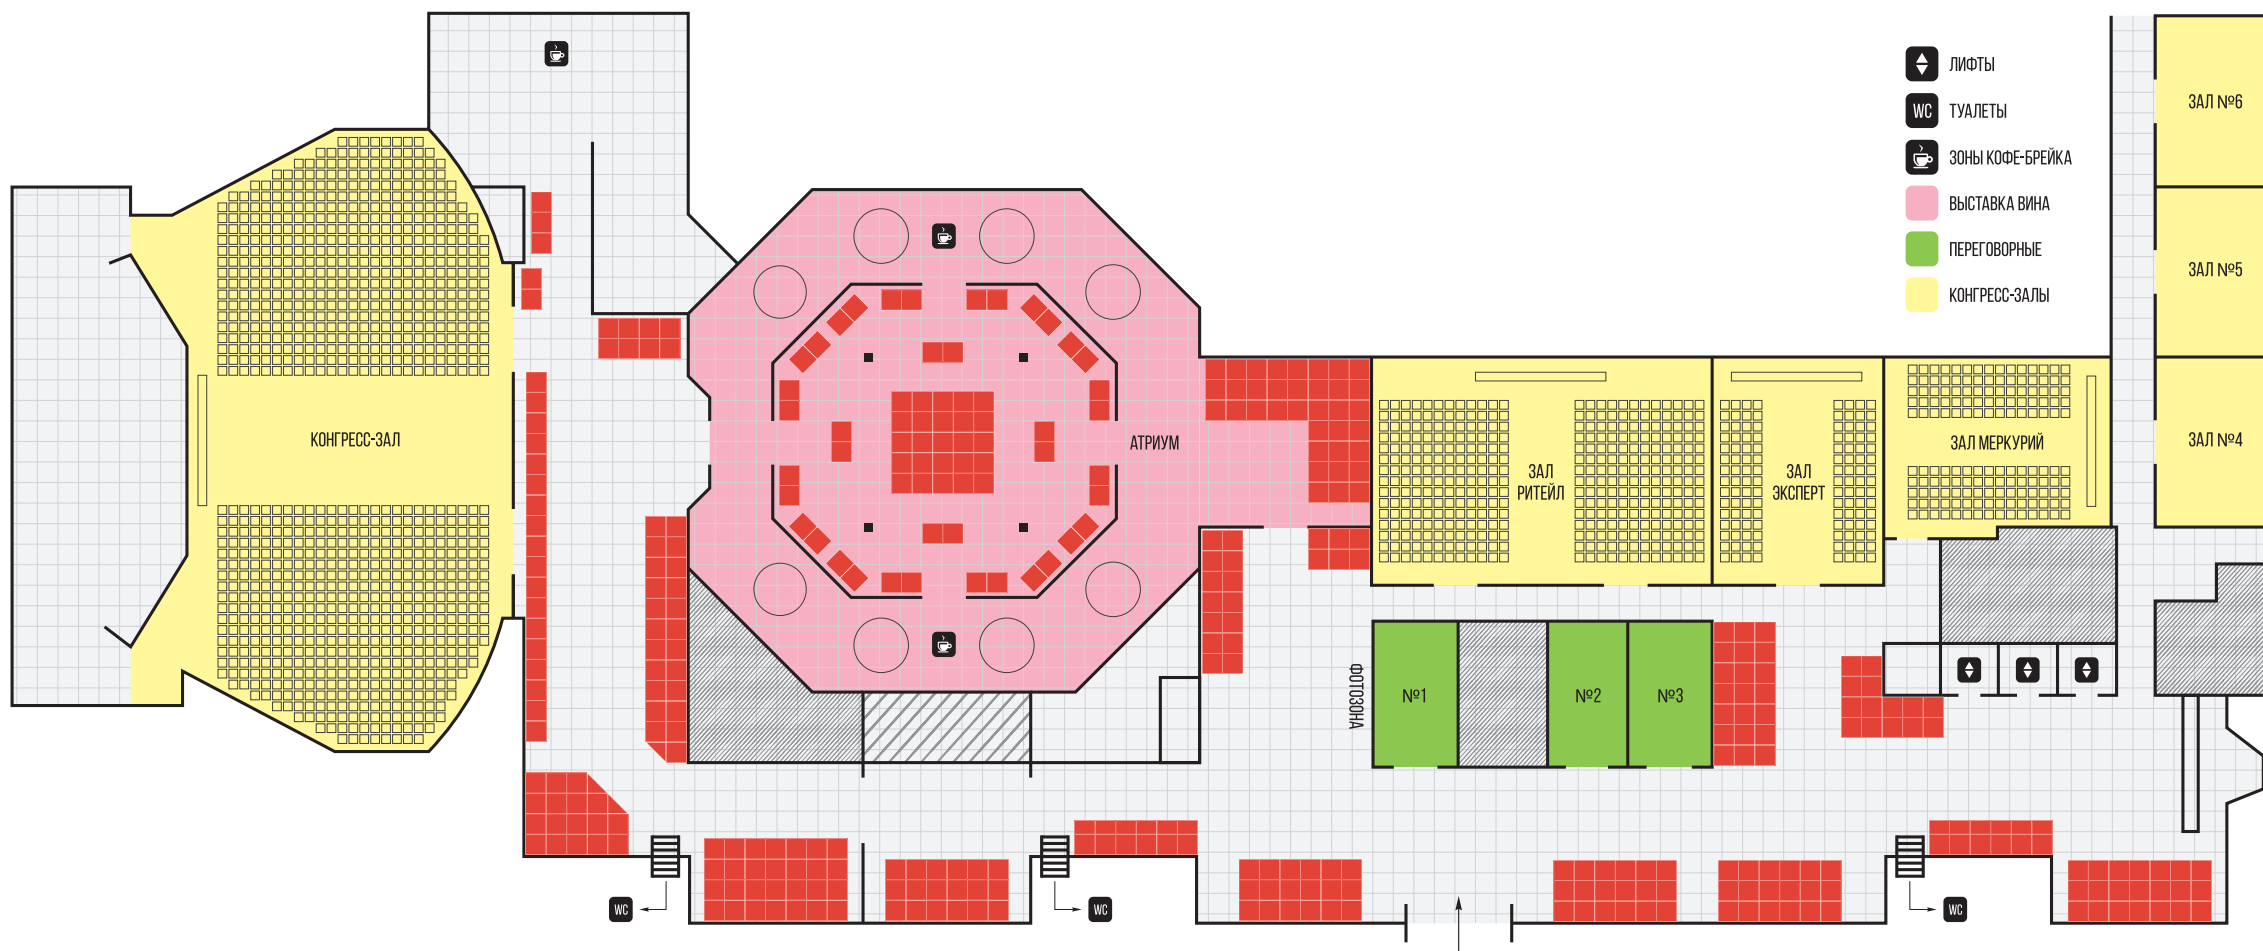 ЛИФТЫ
WC ТУАЛЕТЫ
ЗОНЫ КОФЕ-БРЕЙКА
ВЫСТАВКА ВИНА
ПЕРЕГОВОРНЫЕ
КОНГРЕСС-ЗАЛЫ
ЗАЛ №6
ЗАЛ №5
ЗАЛ №4
КОНГРЕСС-ЗАЛ
АТРИУМ
ЗАЛ
РИТЕЙЛ
ЗАЛ
ЭКСПЕРТ
ЗАЛ МЕРКУРИЙ
ФОТОЗОНА
№1
№2
№3
WC
WC
WC